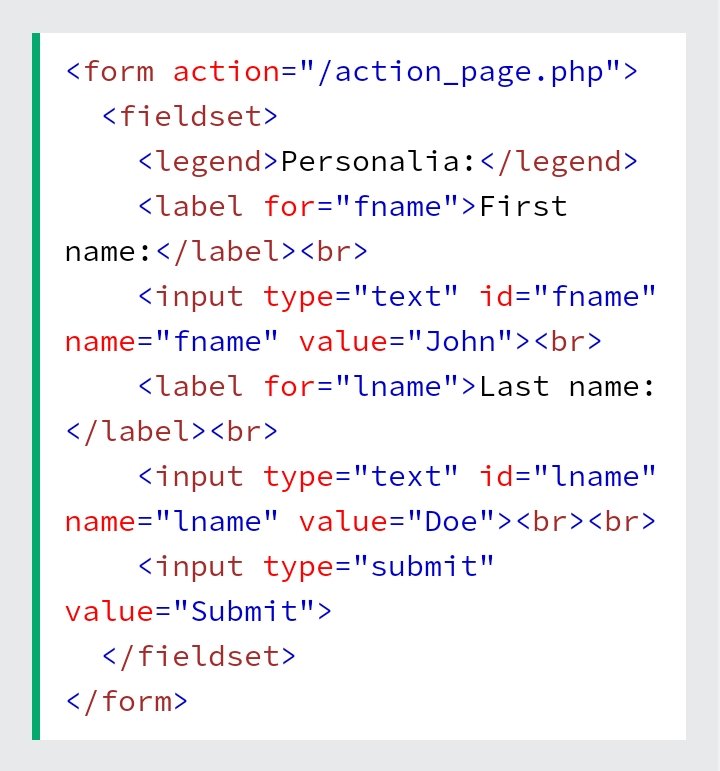 <form action="/action_page.php">
  <fieldset>
    <legend>Personalia:</legend>
    <label for="fname">First
name:</label><br>
    <input type="text" id="fname"
name="fname" value="John"><br>
    <label for="lname">Last name:
</label><br>
    <input type="text" id="lname"
name="lname" value="Doe"><br><br>
    <input type="submit"
value="Submit">
  </fieldset>
</form>